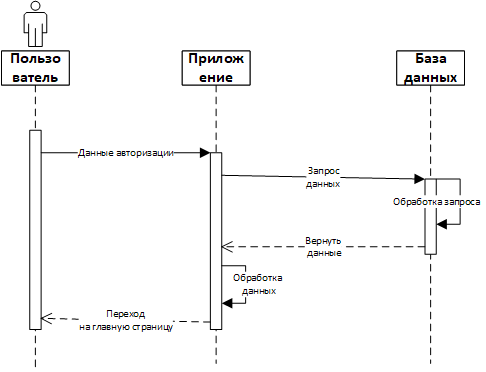 Пользо
ватель
Прилож
ение
База
данных
Данные авторизации
Запрос
данных
Обработка запроса
Вернуть
данные
Обработка
данных
Переход
на главную страницу